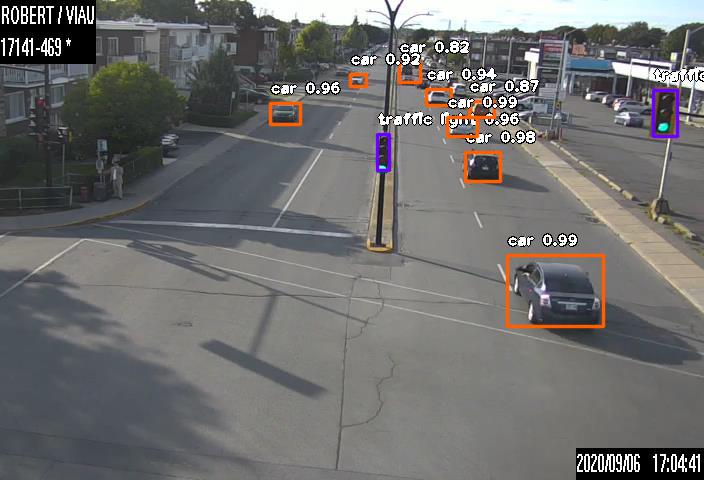 ROBERT / VIAU
17141-469 *
car 0.82
car 0.92
car 0.94
car 0.96
car 0.87
car 0.99
traffic light 0.96
car 0.98
traffic
car 0.99
2020/09/06 17:04:41